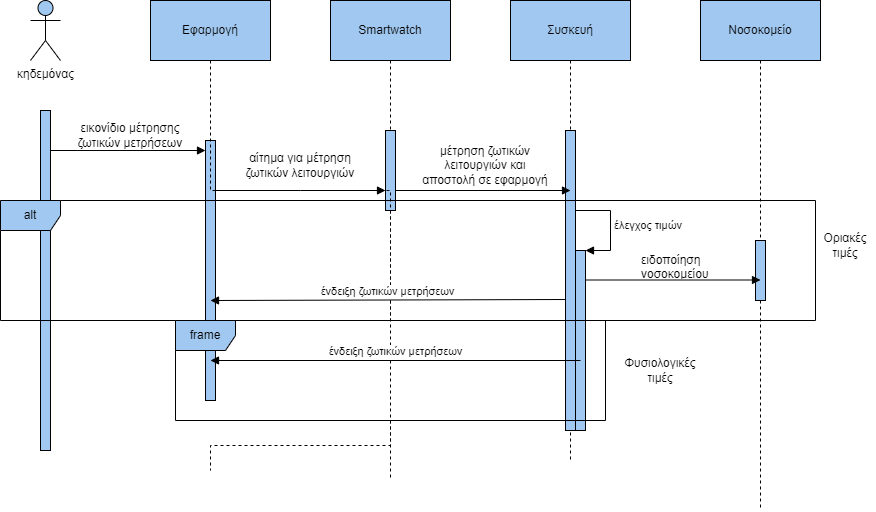 Εφαρμογή
Smartwatch
Συσκευή
Νοσοκομείο
κηδεμόνας
εικονίδιο μέτρησης
ζωτικών μετρήσεων
αίτημα για μέτρηση
ζωτικών λειτουργιών
μέτρηση ζωτικών
λειτουργιών και
αποστολή σε εφαρμογή
alt
έλεγχος τιμών
Οριακές
τιμές
ειδοποίηση
νοσοκομείου
ένδειξη ζωτικών μετρήσεων
frame
ένδειξη ζωτικών μετρήσεων
Φυσιολογικές
τιμές